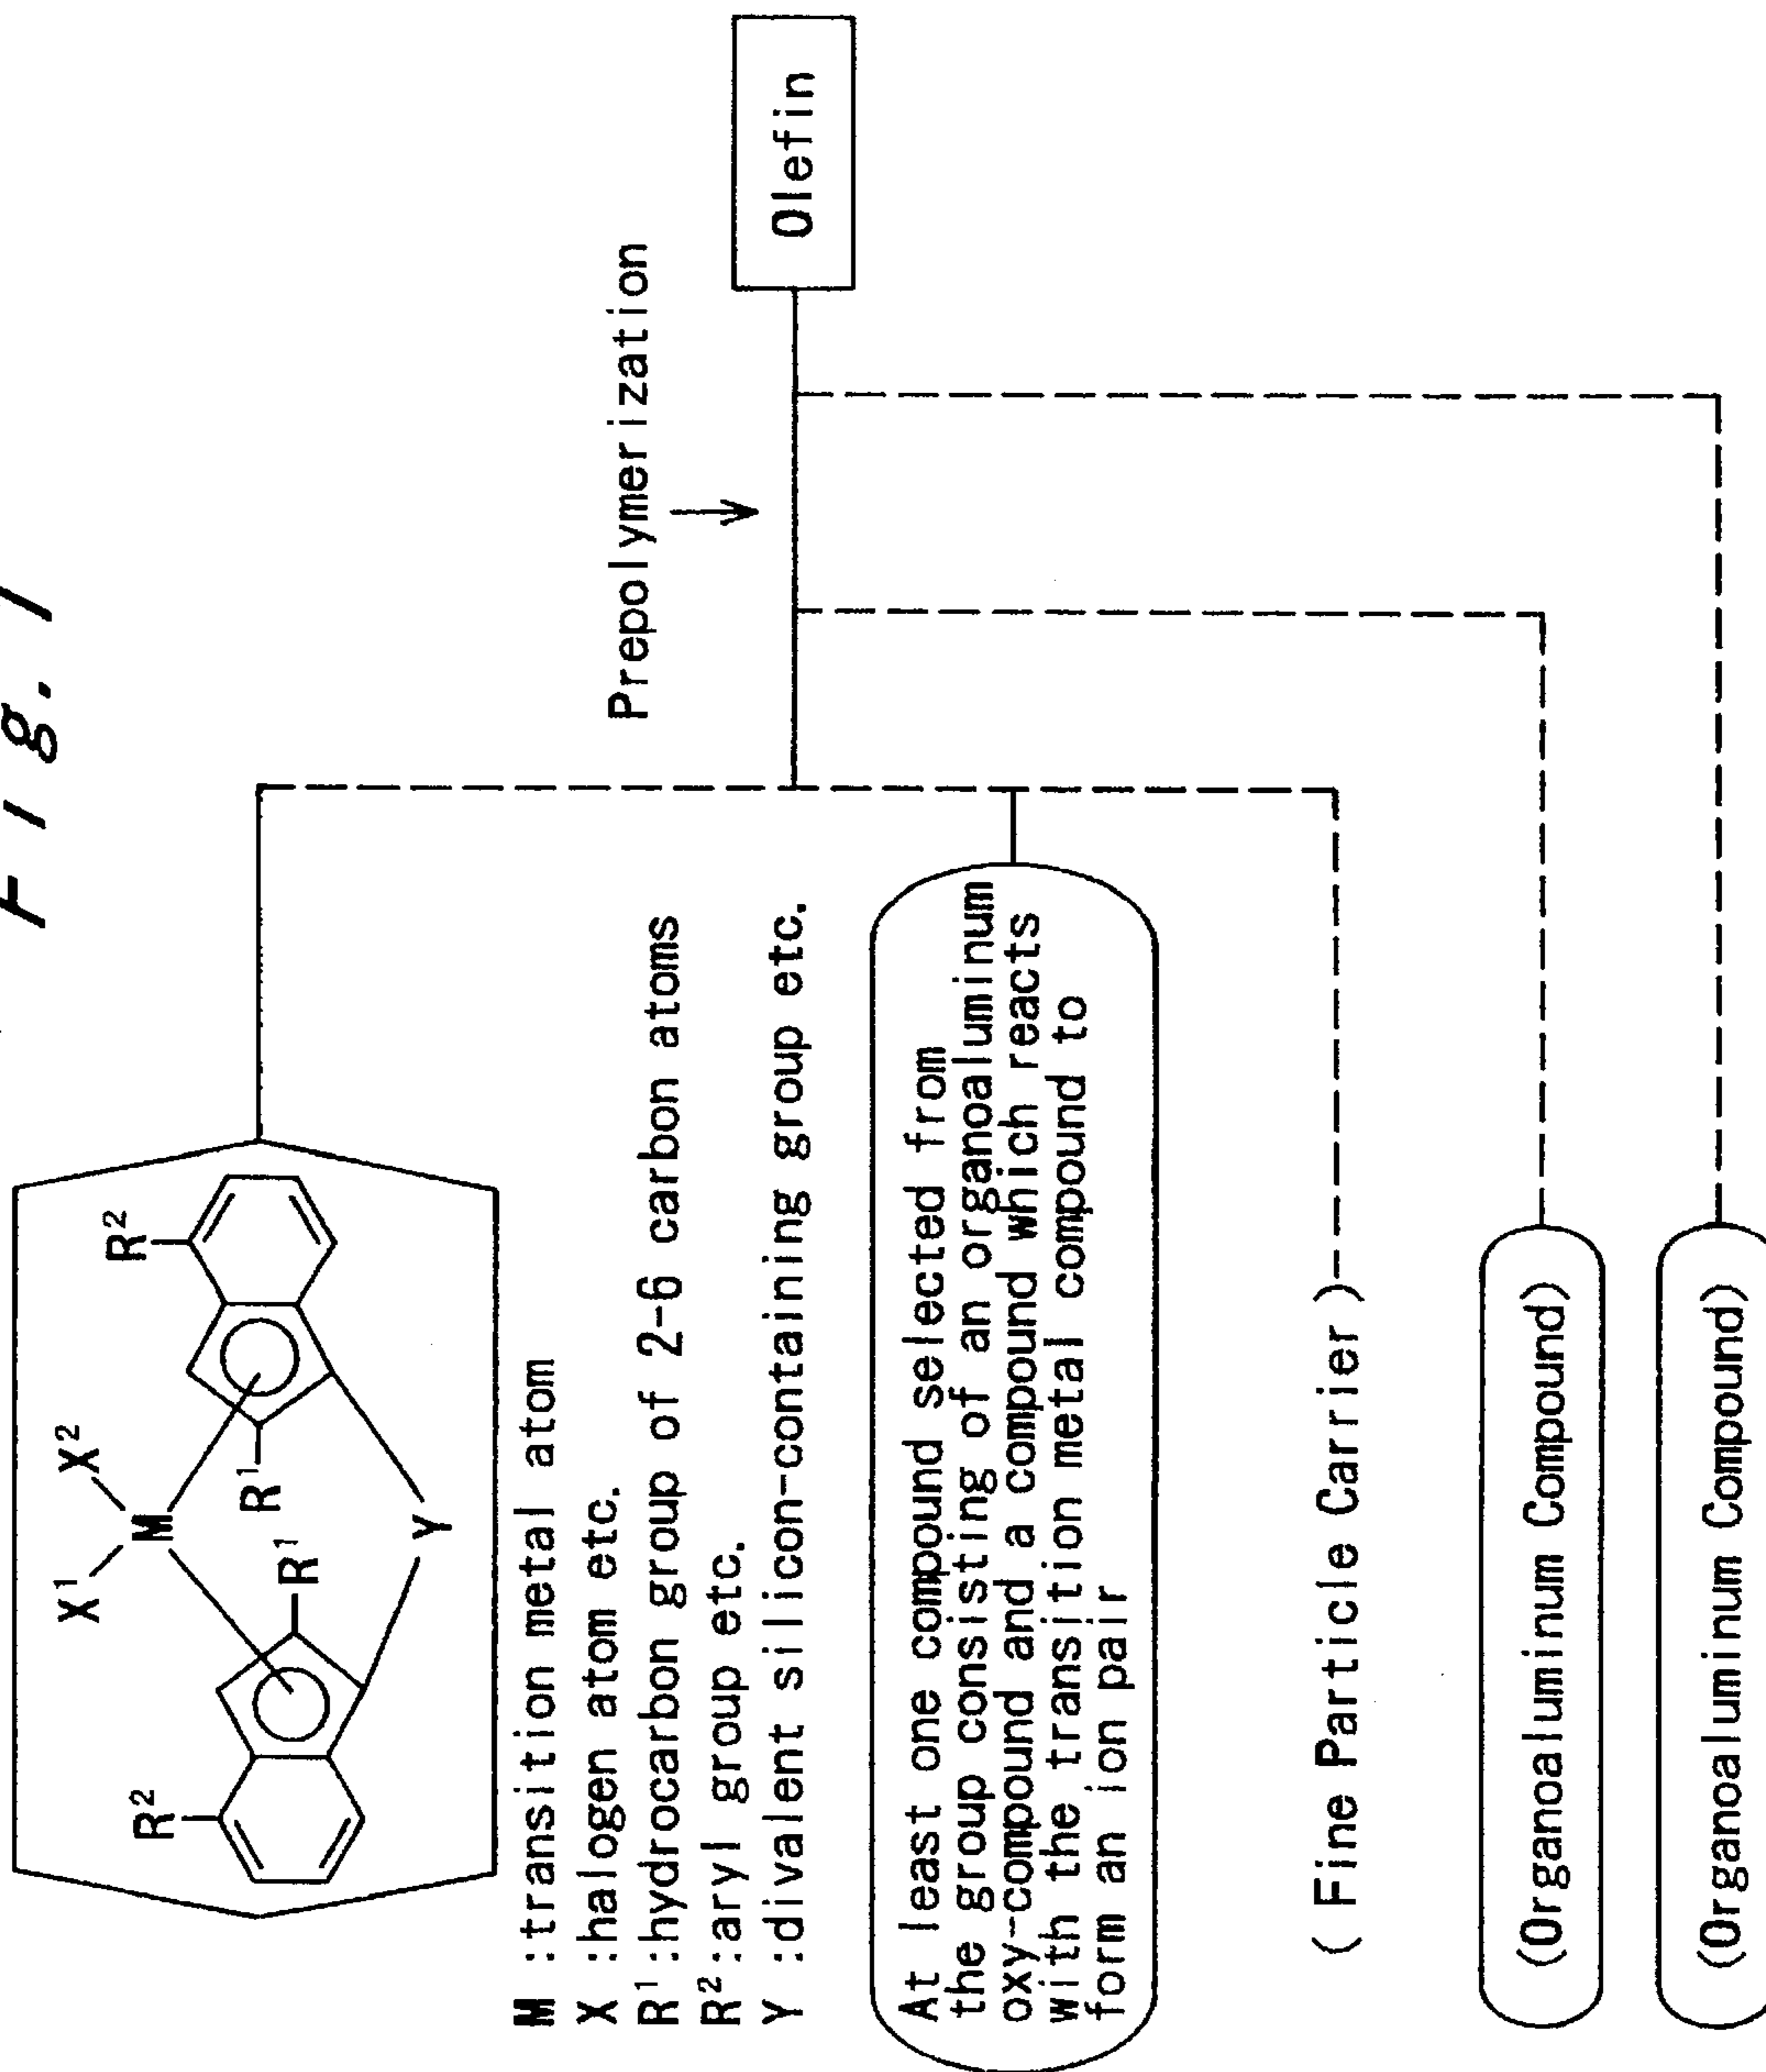 Fig. 1
X¹ X²
M
R² R¹ R¹ R²
Y
M :transition metal atom
X :halogen atom etc.
R¹:hydrocarbon group of 2-6 carbon atoms
R²:aryl group etc.
Y :divalent silicon-containing group etc.
At least one compound selected from
the group consisting of an organoaluminum
oxy-compound and a compound which reacts
with the transition metal compound to
form an ion pair
(Fine Particle Carrier)
(Organoaluminum Compound)
(Organoaluminum Compound)
Prepolymerization
Olefin